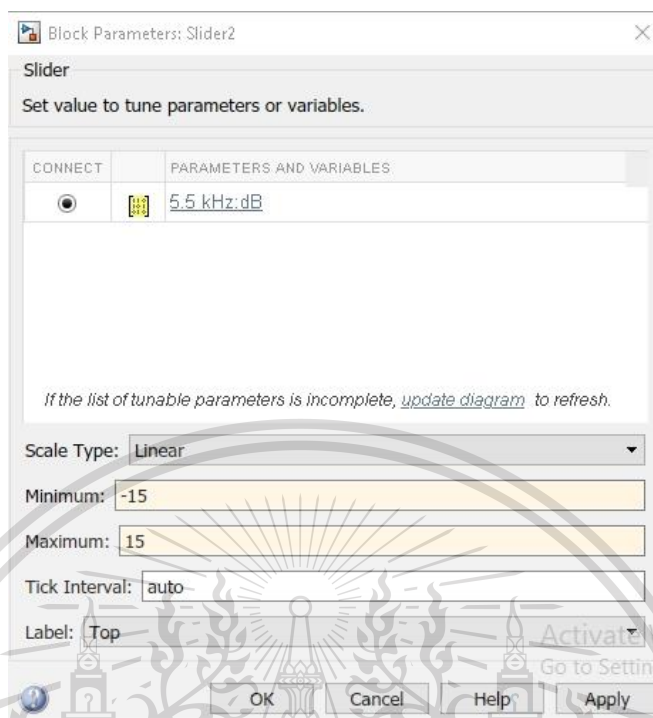 Block Parameters: Slider2
Slider
Set value to tune parameters or variables.
CONNECT PARAMETERS AND VARIABLES
5.5 kHz:dB
If the list of tunable parameters is incomplete, update diagram to refresh.
Scale Type: Linear
Minimum: -15
Maximum: 15
Tick Interval: auto
Label: Top
Activate
Go to Settin
OK Cancel Help Apply